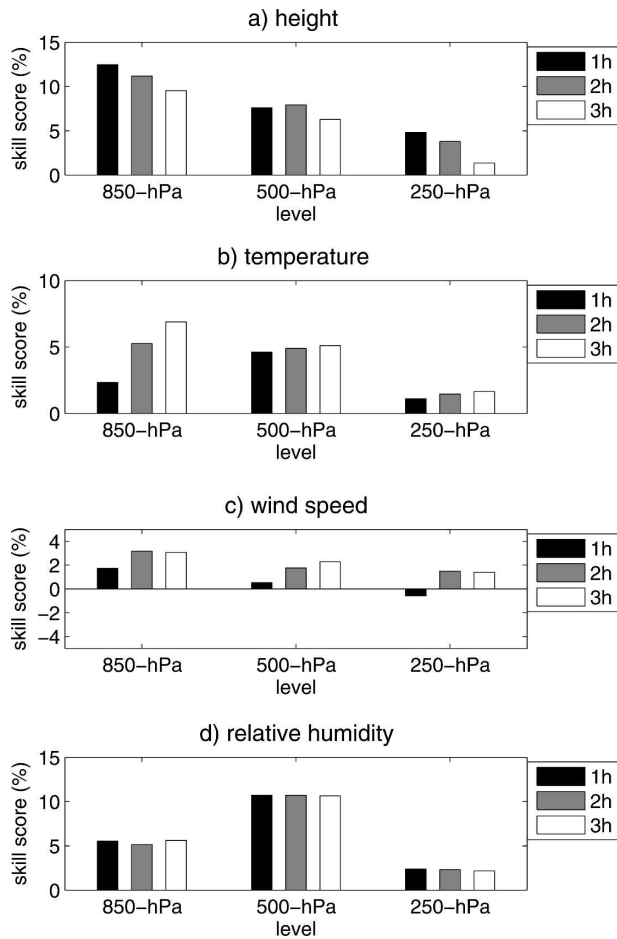 a) height
15
10
5
0
skill score (%)
850−hPa 500−hPa 250−hPa
level
1h
2h
3h
b) temperature
10
5
0
skill score (%)
850−hPa 500−hPa 250−hPa
level
1h
2h
3h
c) wind speed
4
2
0
−2
−4
skill score (%)
850−hPa 500−hPa 250−hPa
level
1h
2h
3h
d) relative humidity
15
10
5
0
skill score (%)
850−hPa 500−hPa 250−hPa
level
1h
2h
3h